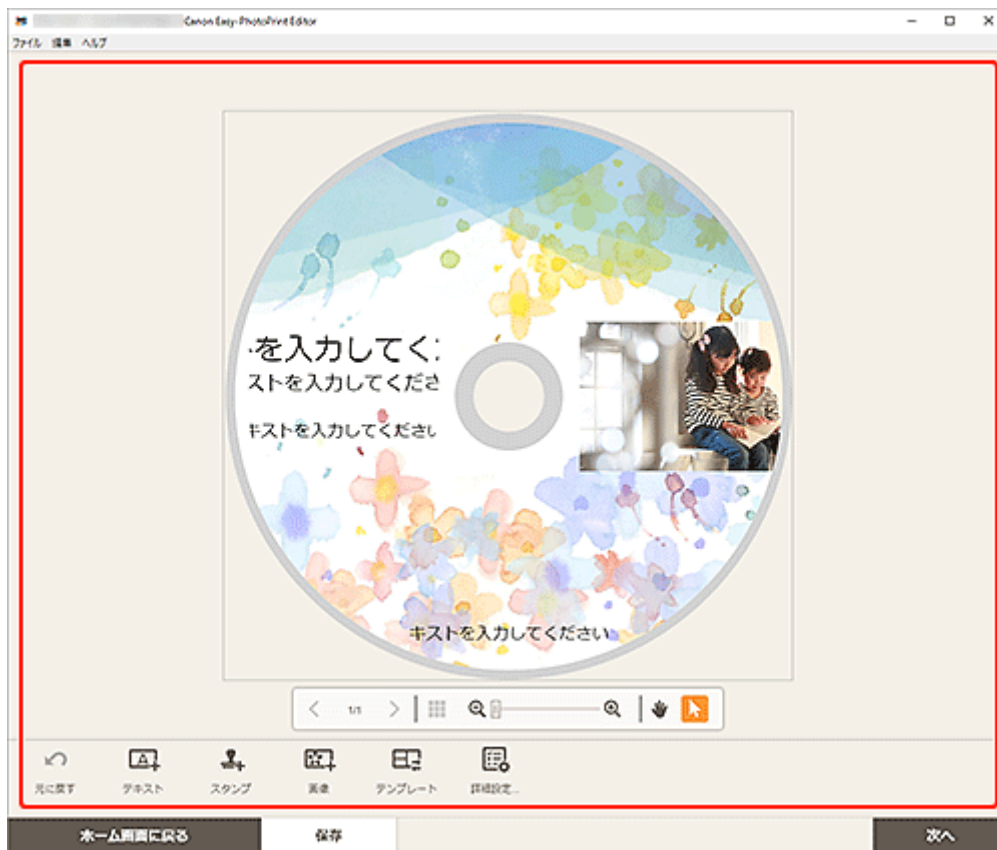 Canon Easy-PhotoPrint Editor
ファイル 編集 ヘルプ
を入力してく
ストを入力してくださ
キストを入力してください
キストを入力してください
1/1
元に戻す テキスト スタンプ 画像 テンプレート 詳細設定...
ホーム画面に戻る 保存 次へ